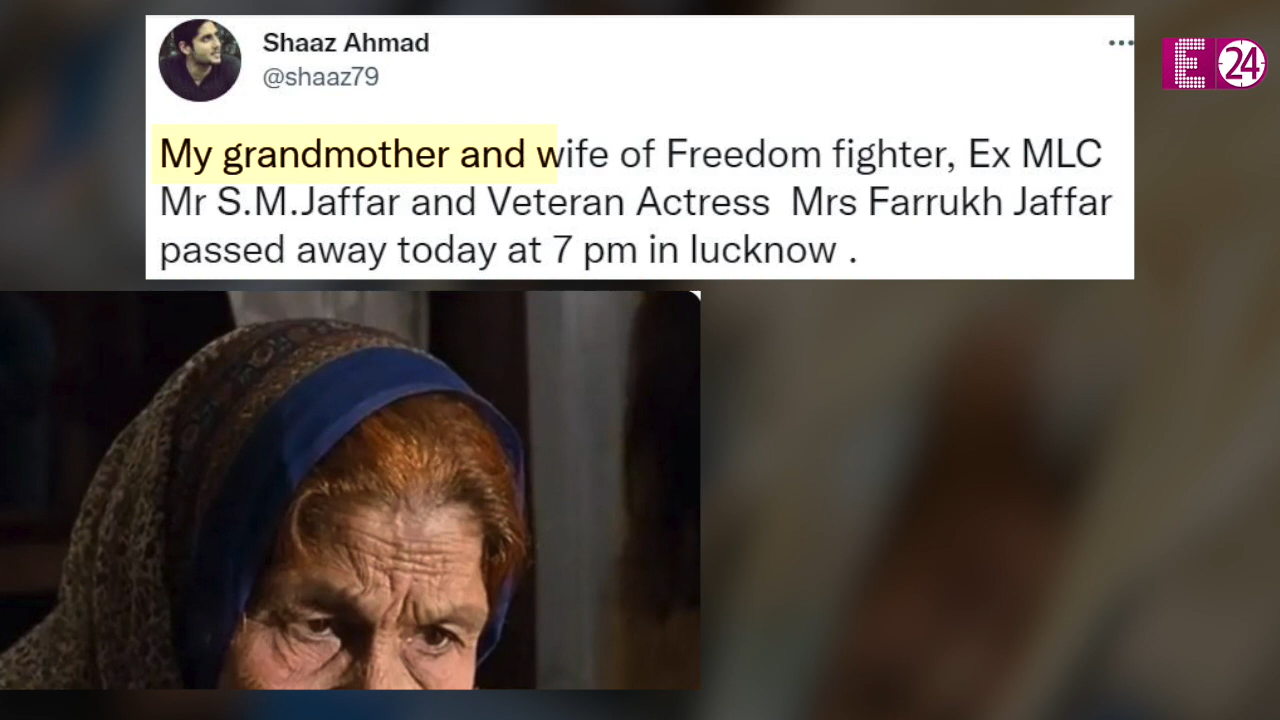 Shaaz Ahmad
@shaaz79
My grandmother and wife of Freedom fighter, Ex MLC
Mr S.M.Jaffar and Veteran Actress  Mrs Farrukh Jaffar
passed away today at 7 pm in lucknow .
E 24